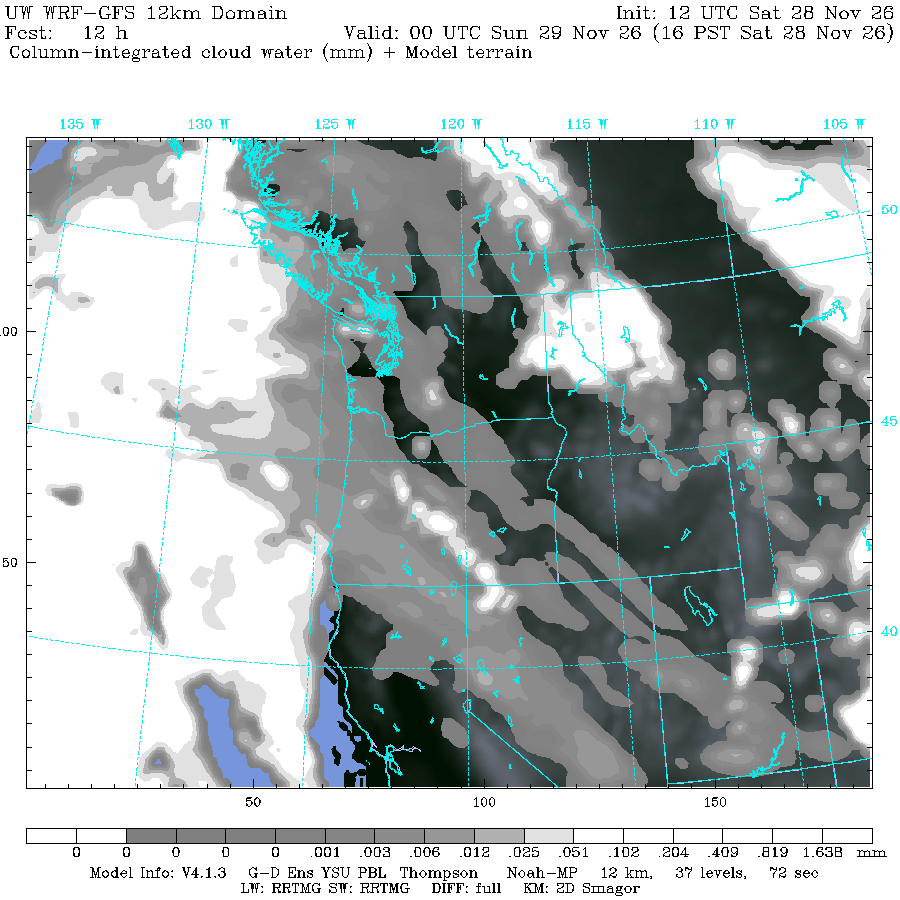 UW WRF-GFS 12km Domain Init: 12 UTC Sat 28 Nov 26
Fcst: 12 h Valid: 00 UTC Sun 29 Nov 26 (16 PST Sat 28 Nov 26)
Column-integrated cloud water (mm) + Model terrain
135 W 130 W 125 W 120 W 115 W 110 W 105 W
50
00
45
50
40
50 100 150
0 0 0 0 .001 .003 .006 .012 .025 .051 .102 .204 .409 .819 1.638 mm
Model Info: V4.1.3 G-D Ens YSU PBL Thompson Noah-MP 12 km, 37 levels, 72 sec
LW: RRTMG SW: RRTMG DIFF: full KM: 2D Smagor